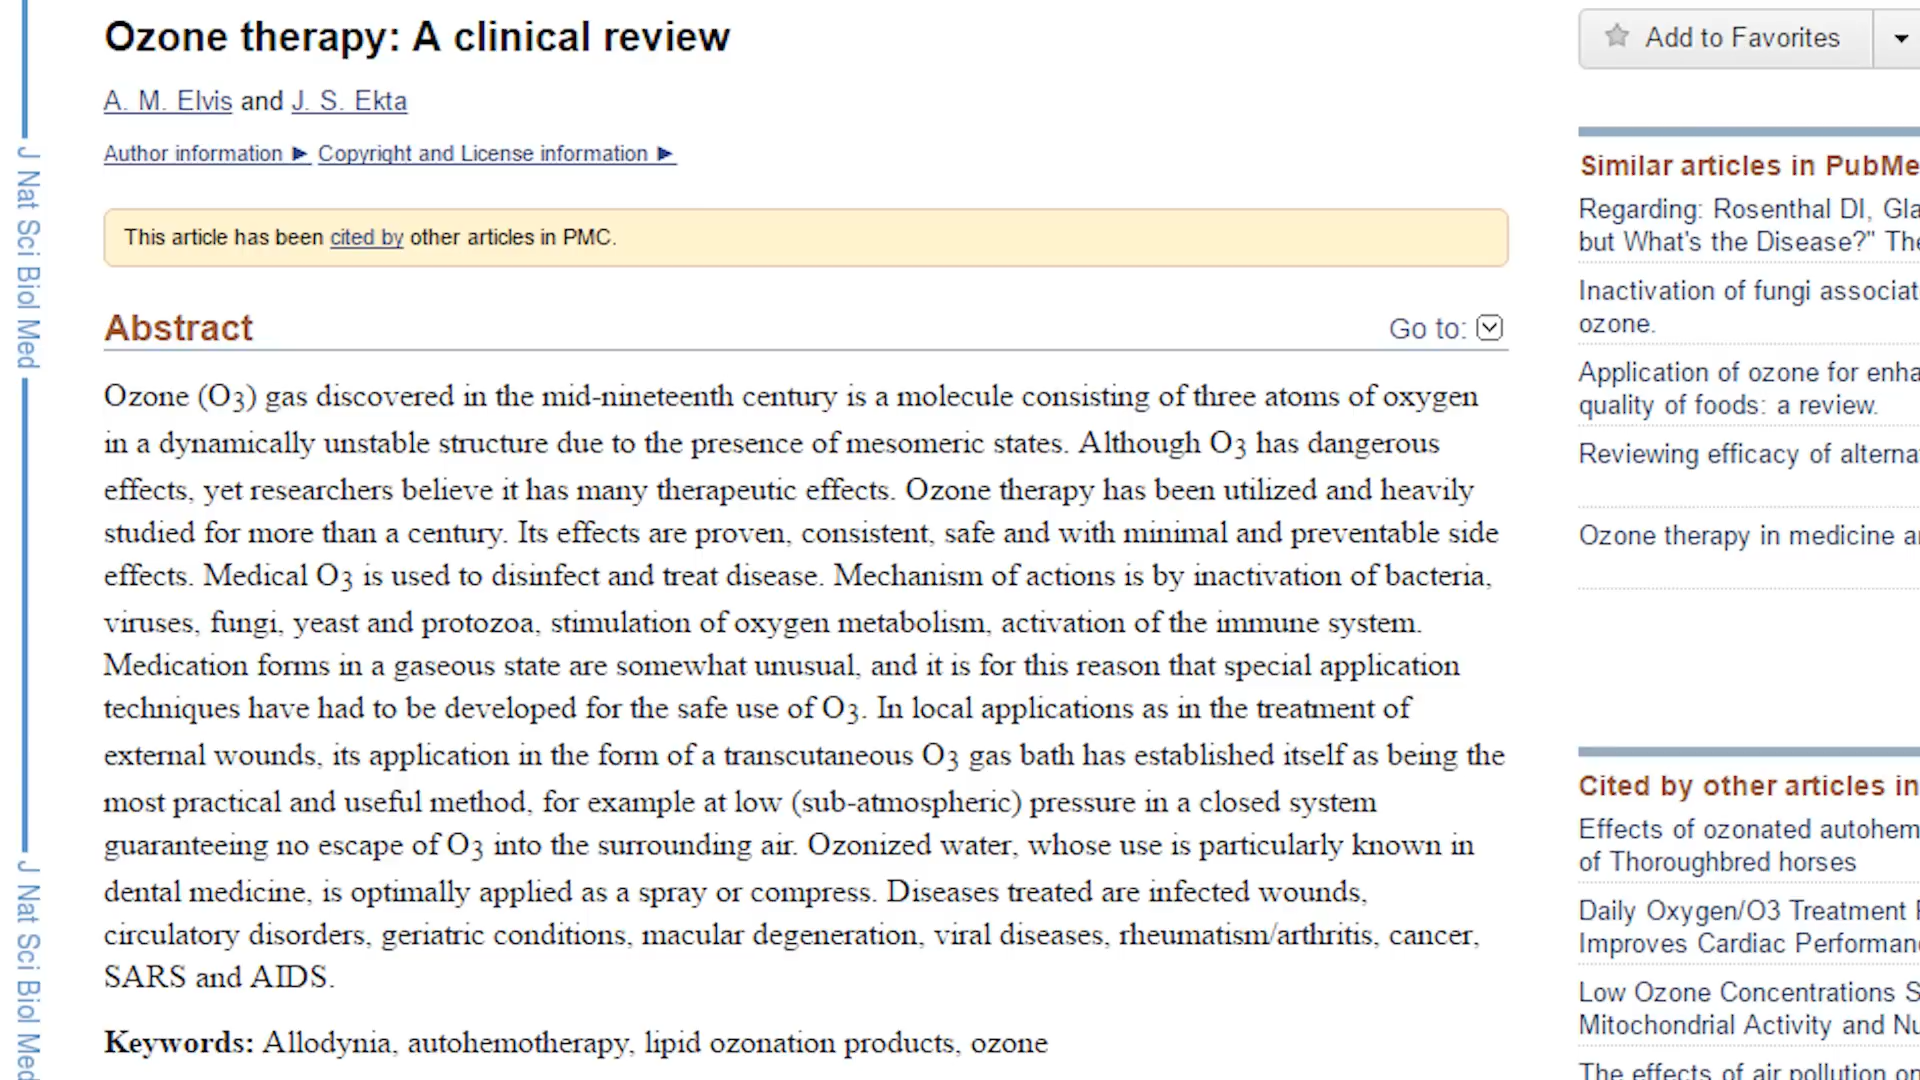 Ozone therapy: A clinical review
A. M. Elvis and J. S. Ekta
Author information ► Copyright and License information ►
This article has been cited by other articles in PMC.
Abstract
Go to:
Ozone (O3) gas discovered in the mid-nineteenth century is a molecule consisting of three atoms of oxygen
in a dynamically unstable structure due to the presence of mesomeric states. Although O3 has dangerous
effects, yet researchers believe it has many therapeutic effects. Ozone therapy has been utilized and heavily
studied for more than a century. Its effects are proven, consistent, safe and with minimal and preventable side
effects. Medical O3 is used to disinfect and treat disease. Mechanism of actions is by inactivation of bacteria,
viruses, fungi, yeast and protozoa, stimulation of oxygen metabolism, activation of the immune system.
Medication forms in a gaseous state are somewhat unusual, and it is for this reason that special application
techniques have had to be developed for the safe use of O3. In local applications as in the treatment of
external wounds, its application in the form of a transcutaneous O3 gas bath has established itself as being the
most practical and useful method, for example at low (sub-atmospheric) pressure in a closed system
guaranteeing no escape of O3 into the surrounding air. Ozonized water, whose use is particularly known in
dental medicine, is optimally applied as a spray or compress. Diseases treated are infected wounds,
circulatory disorders, geriatric conditions, macular degeneration, viral diseases, rheumatism/arthritis, cancer,
SARS and AIDS.
Keywords: Allodynia, autohemotherapy, lipid ozonation products, ozone
J Nat Sci Biol Med
J Nat Sci Biol Med
Add to Favorites
Similar articles in PubMe
Regarding: Rosenthal DI, Gla
but What's the Disease?" The
Inactivation of fungi associat
ozone.
Application of ozone for enha
quality of foods: a review.
Reviewing efficacy of alterna
Ozone therapy in medicine a
Cited by other articles in
Effects of ozonated autohem
of Thoroughbred horses
Daily Oxygen/O3 Treatment
Improves Cardiac Performan
Low Ozone Concentrations S
Mitochondrial Activity and Nu
The effects of air pollution on